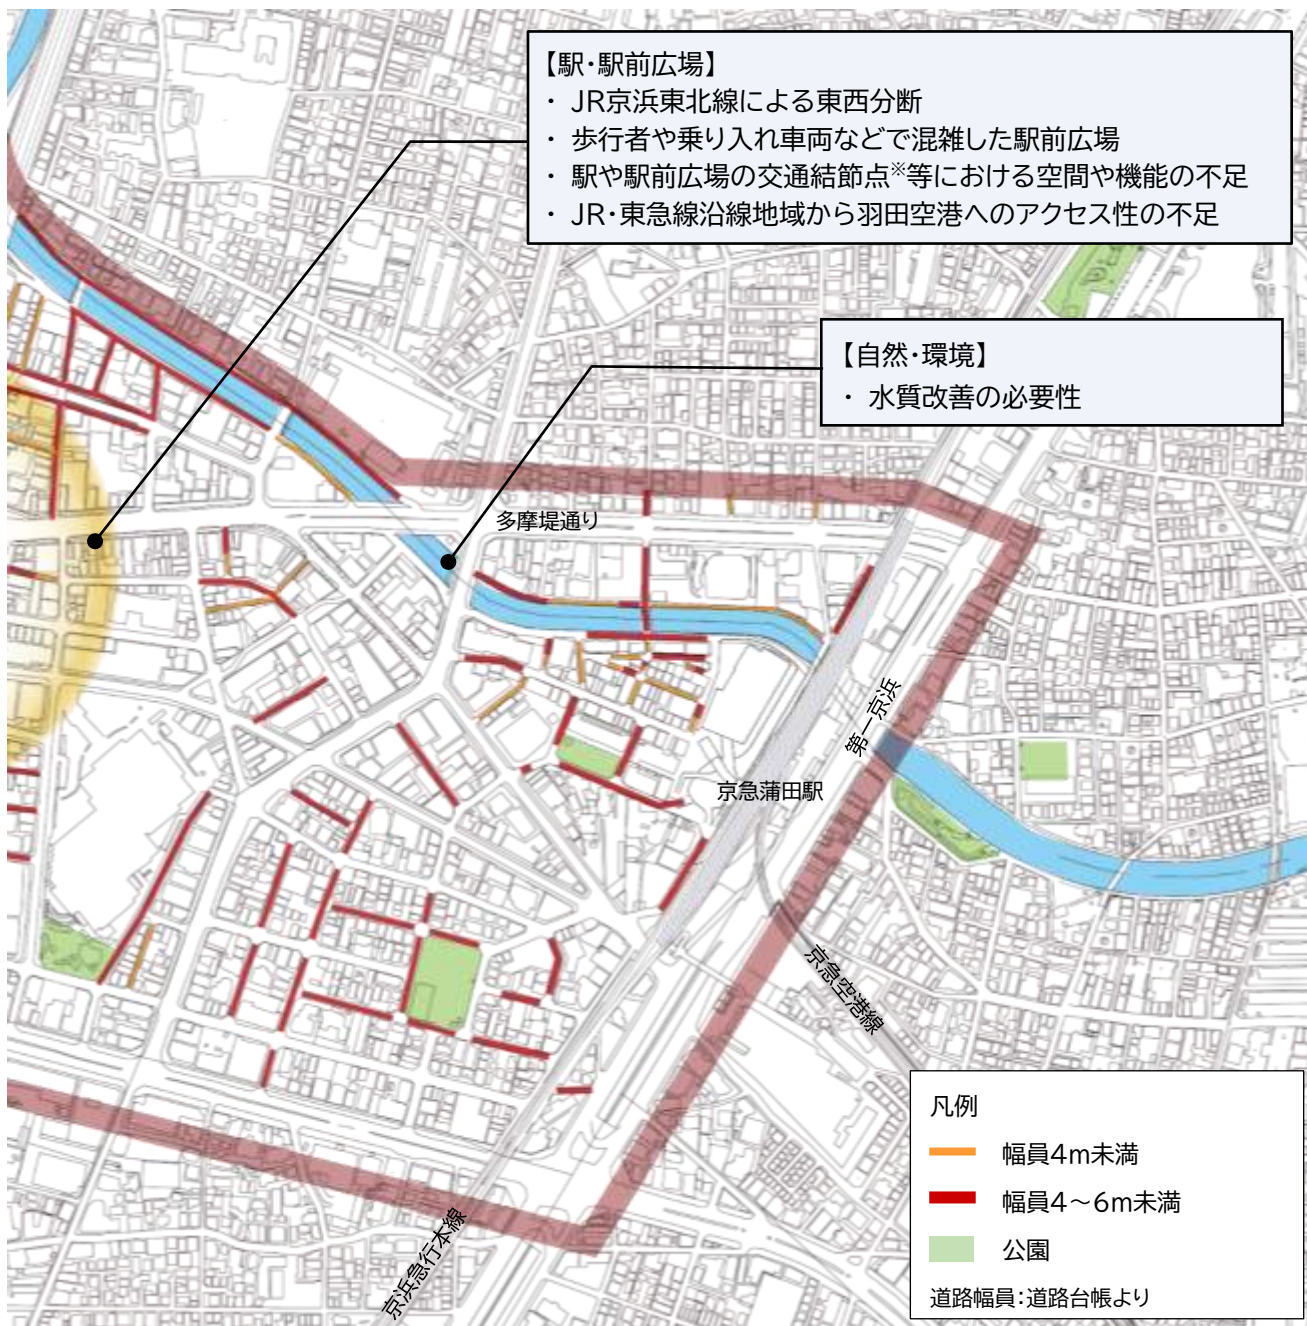 【駅・駅前広場】
・ JR京浜東北線による東西分断
・ 歩行者や乗り入れ車両などで混雑した駅前広場
・ 駅や駅前広場の交通結節点※等における空間や機能の不足
・ JR・東急線沿線地域から羽田空港へのアクセス性の不足
【自然・環境】
・ 水質改善の必要性
多摩堤通り
第一京浜
京急蒲田駅
京急空港線
京浜急行本線
凡例
幅員4m未満
幅員4～6m未満
公園
道路幅員：道路台帳より